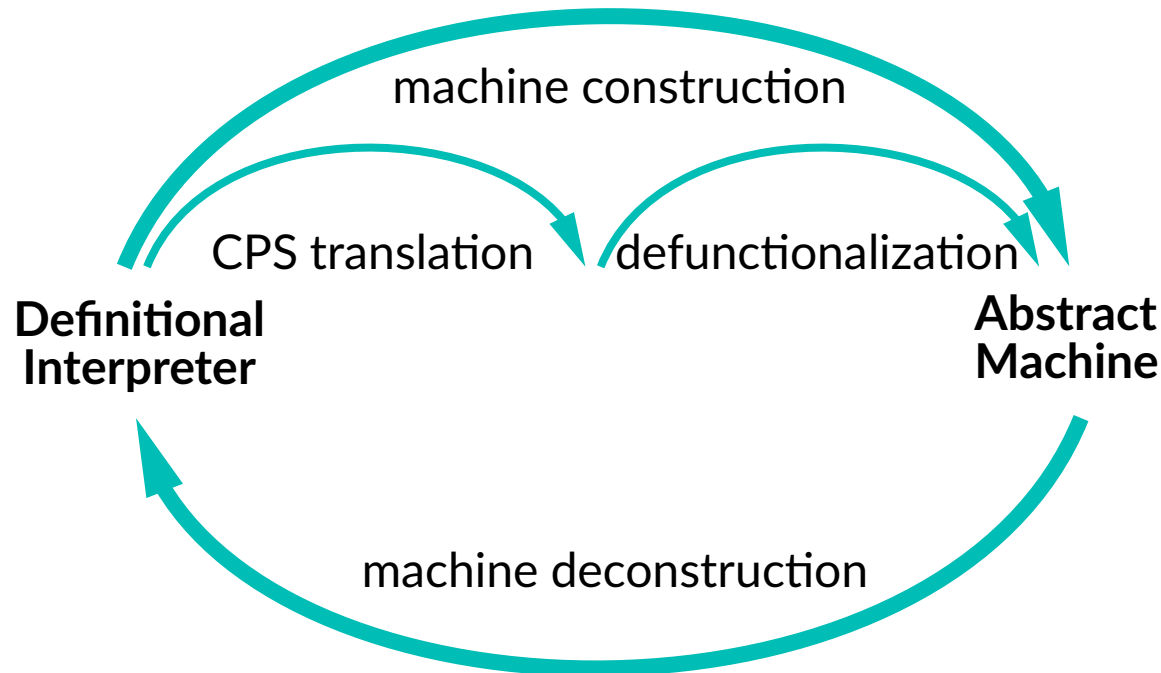 machine construction
CPS translation
defunctionalization
Definitional
Interpreter
Abstract
Machine
machine deconstruction